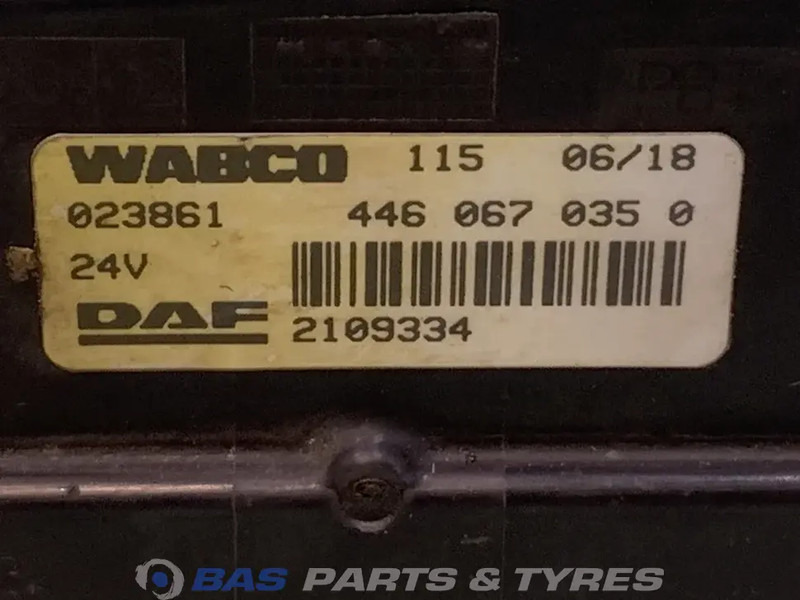 WABCO 115 06/18
023861 446 067 035 0
24V
DAF 2109334
BAS PARTS & TYRES